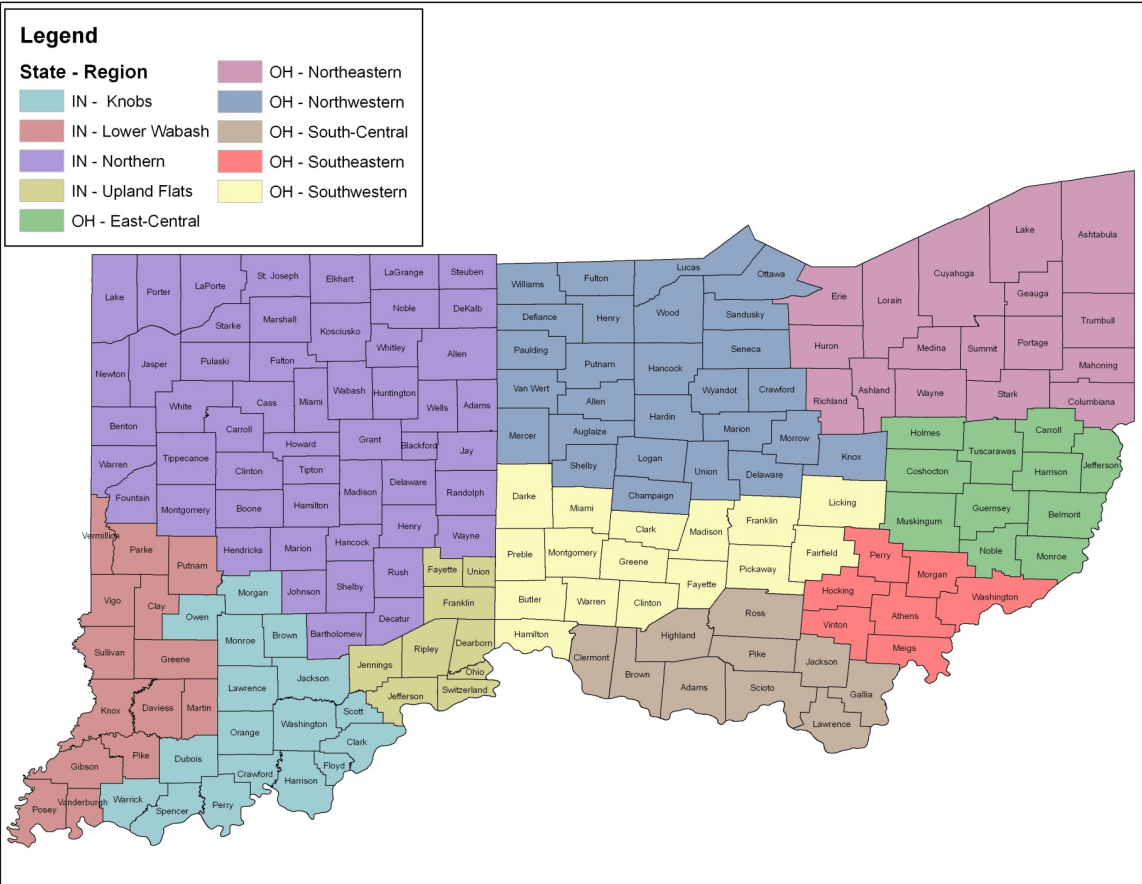 Legend
State - Region
IN - Knobs
IN - Lower Wabash
IN - Northern
IN - Upland Flats
OH - East-Central
OH - Northeastern
OH - Northwestern
OH - South-Central
OH - Southeastern
OH - Southwestern
Lake
Porter
LaPorte
St. Joseph
Elkhart
LaGrange
Steuben
Noble
DeKalb
Starke
Marshall
Kosciusko
Whitley
Allen
Newton
Jasper
Pulaski
Fulton
White
Cass
Miami
Wabash
Huntington
Wells
Adams
Benton
Carroll
Howard
Grant
Blackford
Jay
Warren
Tippecanoe
Clinton
Tipton
Madison
Delaware
Randolph
Fountain
Montgomery
Boone
Hamilton
Henry
Wayne
Vermillion
Parke
Putnam
Hendricks
Marion
Hancock
Rush
Fayette
Union
Vigo
Clay
Owen
Morgan
Johnson
Shelby
Franklin
Decatur
Sullivan
Greene
Monroe
Brown
Bartholomew
Jennings
Ripley
Dearborn
Ohio
Switzerland
Jefferson
Knox
Daviess
Martin
Lawrence
Jackson
Washington
Scott
Orange
Clark
Gibson
Pike
Dubois
Crawford
Harrison
Floyd
Posey
Vanderburgh
Warrick
Spencer
Perry
Williams
Fulton
Lucas
Ottawa
Defiance
Henry
Wood
Sandusky
Erie
Lorain
Cuyahoga
Lake
Ashtabula
Geauga
Trumbull
Paulding
Putnam
Hancock
Seneca
Huron
Medina
Summit
Portage
Mahoning
Van Wert
Allen
Wyandot
Crawford
Richland
Ashland
Wayne
Stark
Columbiana
Mercer
Auglaize
Hardin
Marion
Morrow
Knox
Holmes
Tuscarawas
Carroll
Jefferson
Shelby
Logan
Union
Delaware
Coshocton
Harrison
Darke
Miami
Champaign
Licking
Muskingum
Guernsey
Belmont
Clark
Madison
Franklin
Preble
Montgomery
Greene
Fairfield
Perry
Morgan
Noble
Monroe
Fayette
Pickaway
Hocking
Athens
Washington
Butler
Warren
Clinton
Ross
Vinton
Meigs
Hamilton
Clermont
Highland
Brown
Pike
Jackson
Adams
Scioto
Gallia
Lawrence